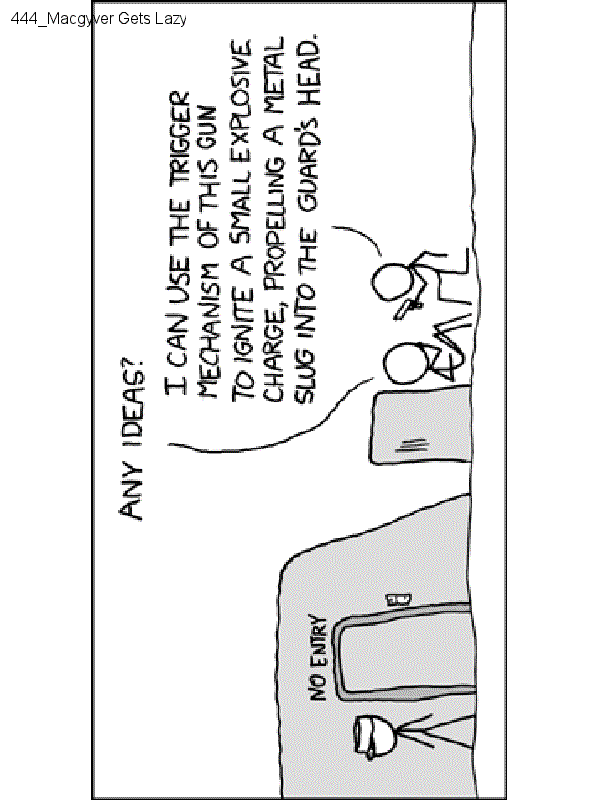 444_Macgyver Gets Lazy
ANY IDEAS?
I CAN USE THE TRIGGER
MECHANISM OF THIS GUN
TO IGNITE A SMALL EXPLOSIVE
CHARGE, PROPELLING A METAL
SLUG INTO THE GUARD'S HEAD.
NO ENTRY